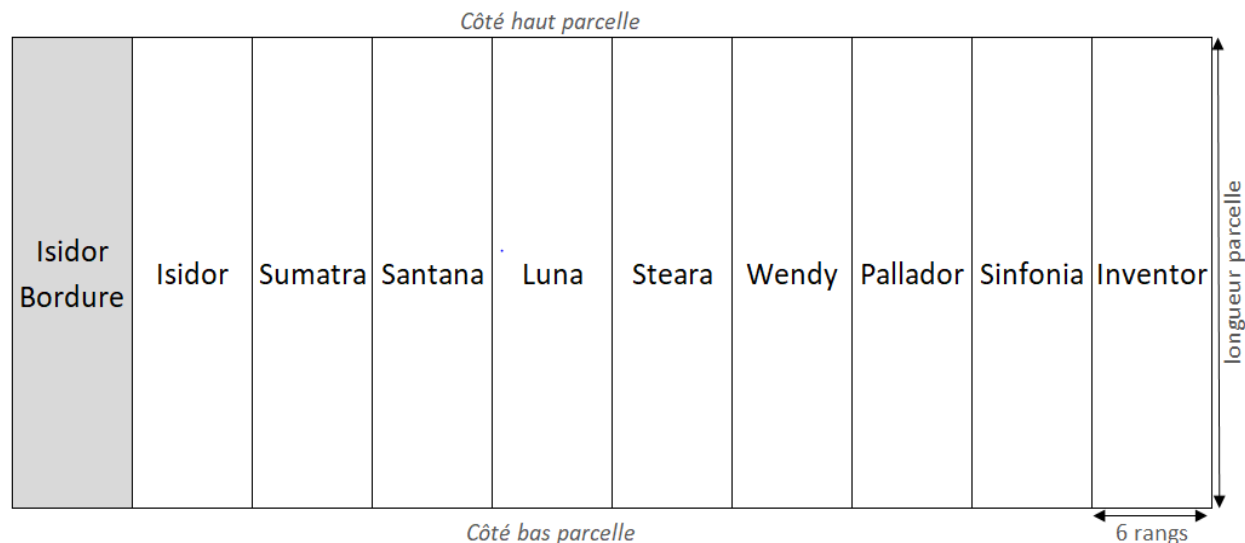 Côté haut parcelle
Isidor
Bordure
Isidor
Sumatra
Santana
Luna
Steara
Wendy
Pallador
Sinfonia
Inventor
longueur parcelle
Côté bas parcelle
6 rangs